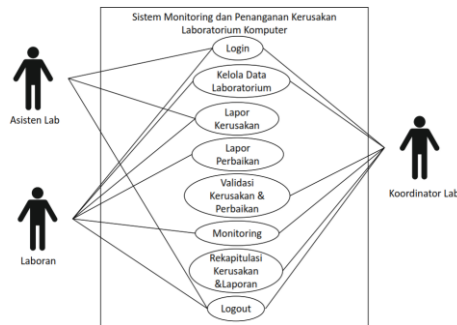 Sistem Monitoring dan Penanganan Kerusakan
Laboratorium Komputer
Login
Kelola Data
Laboratorium
Asisten Lab
Lapor
Kerusakan
Lapor
Perbaikan
Validasi
Kerusakan &
Perbaikan
Koordinator Lab
Monitoring
Laboran
Rekapitulasi
Kerusakan
&Laporan
Logout